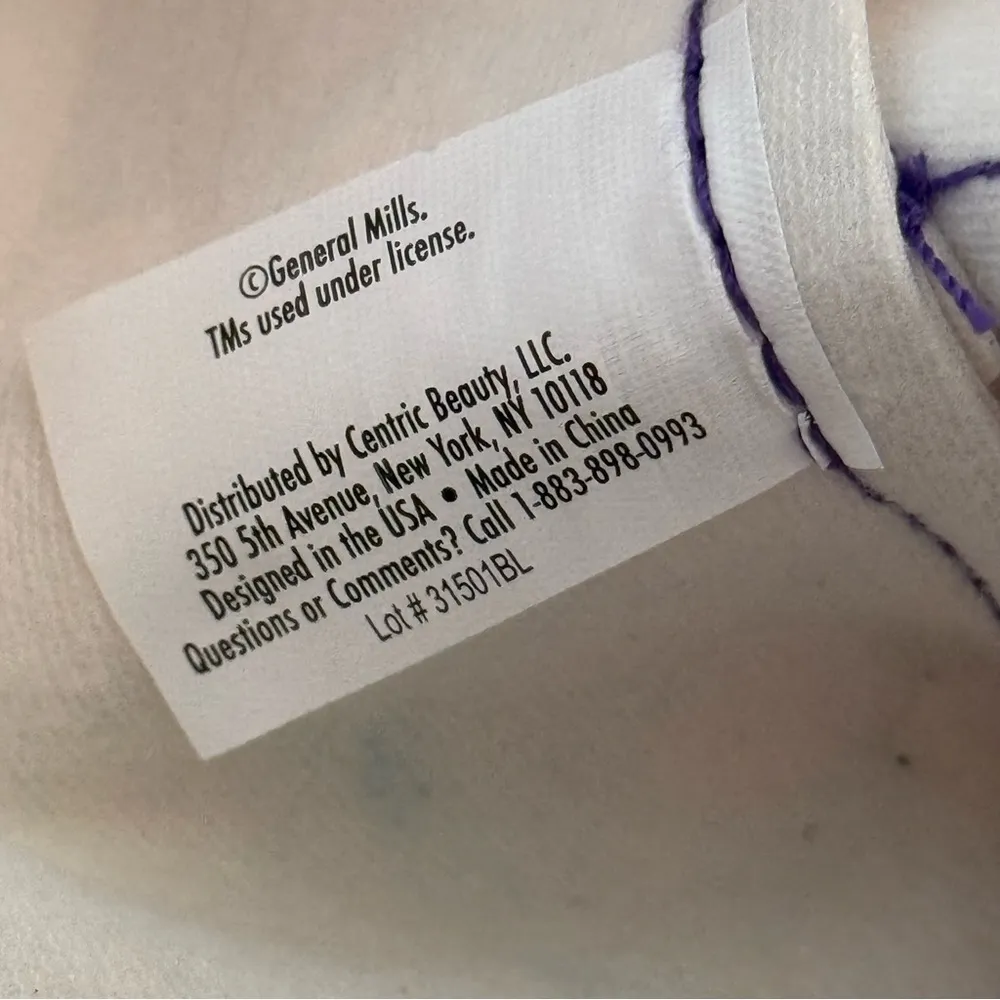 ©General Mills.
TMs used under license.
Distributed by Centric Beauty, LLC.
350 5th Avenue, New York, NY 10118
Designed in the USA • Made in China
Questions or Comments? Call 1-883-898-0993
Lot # 31501BL